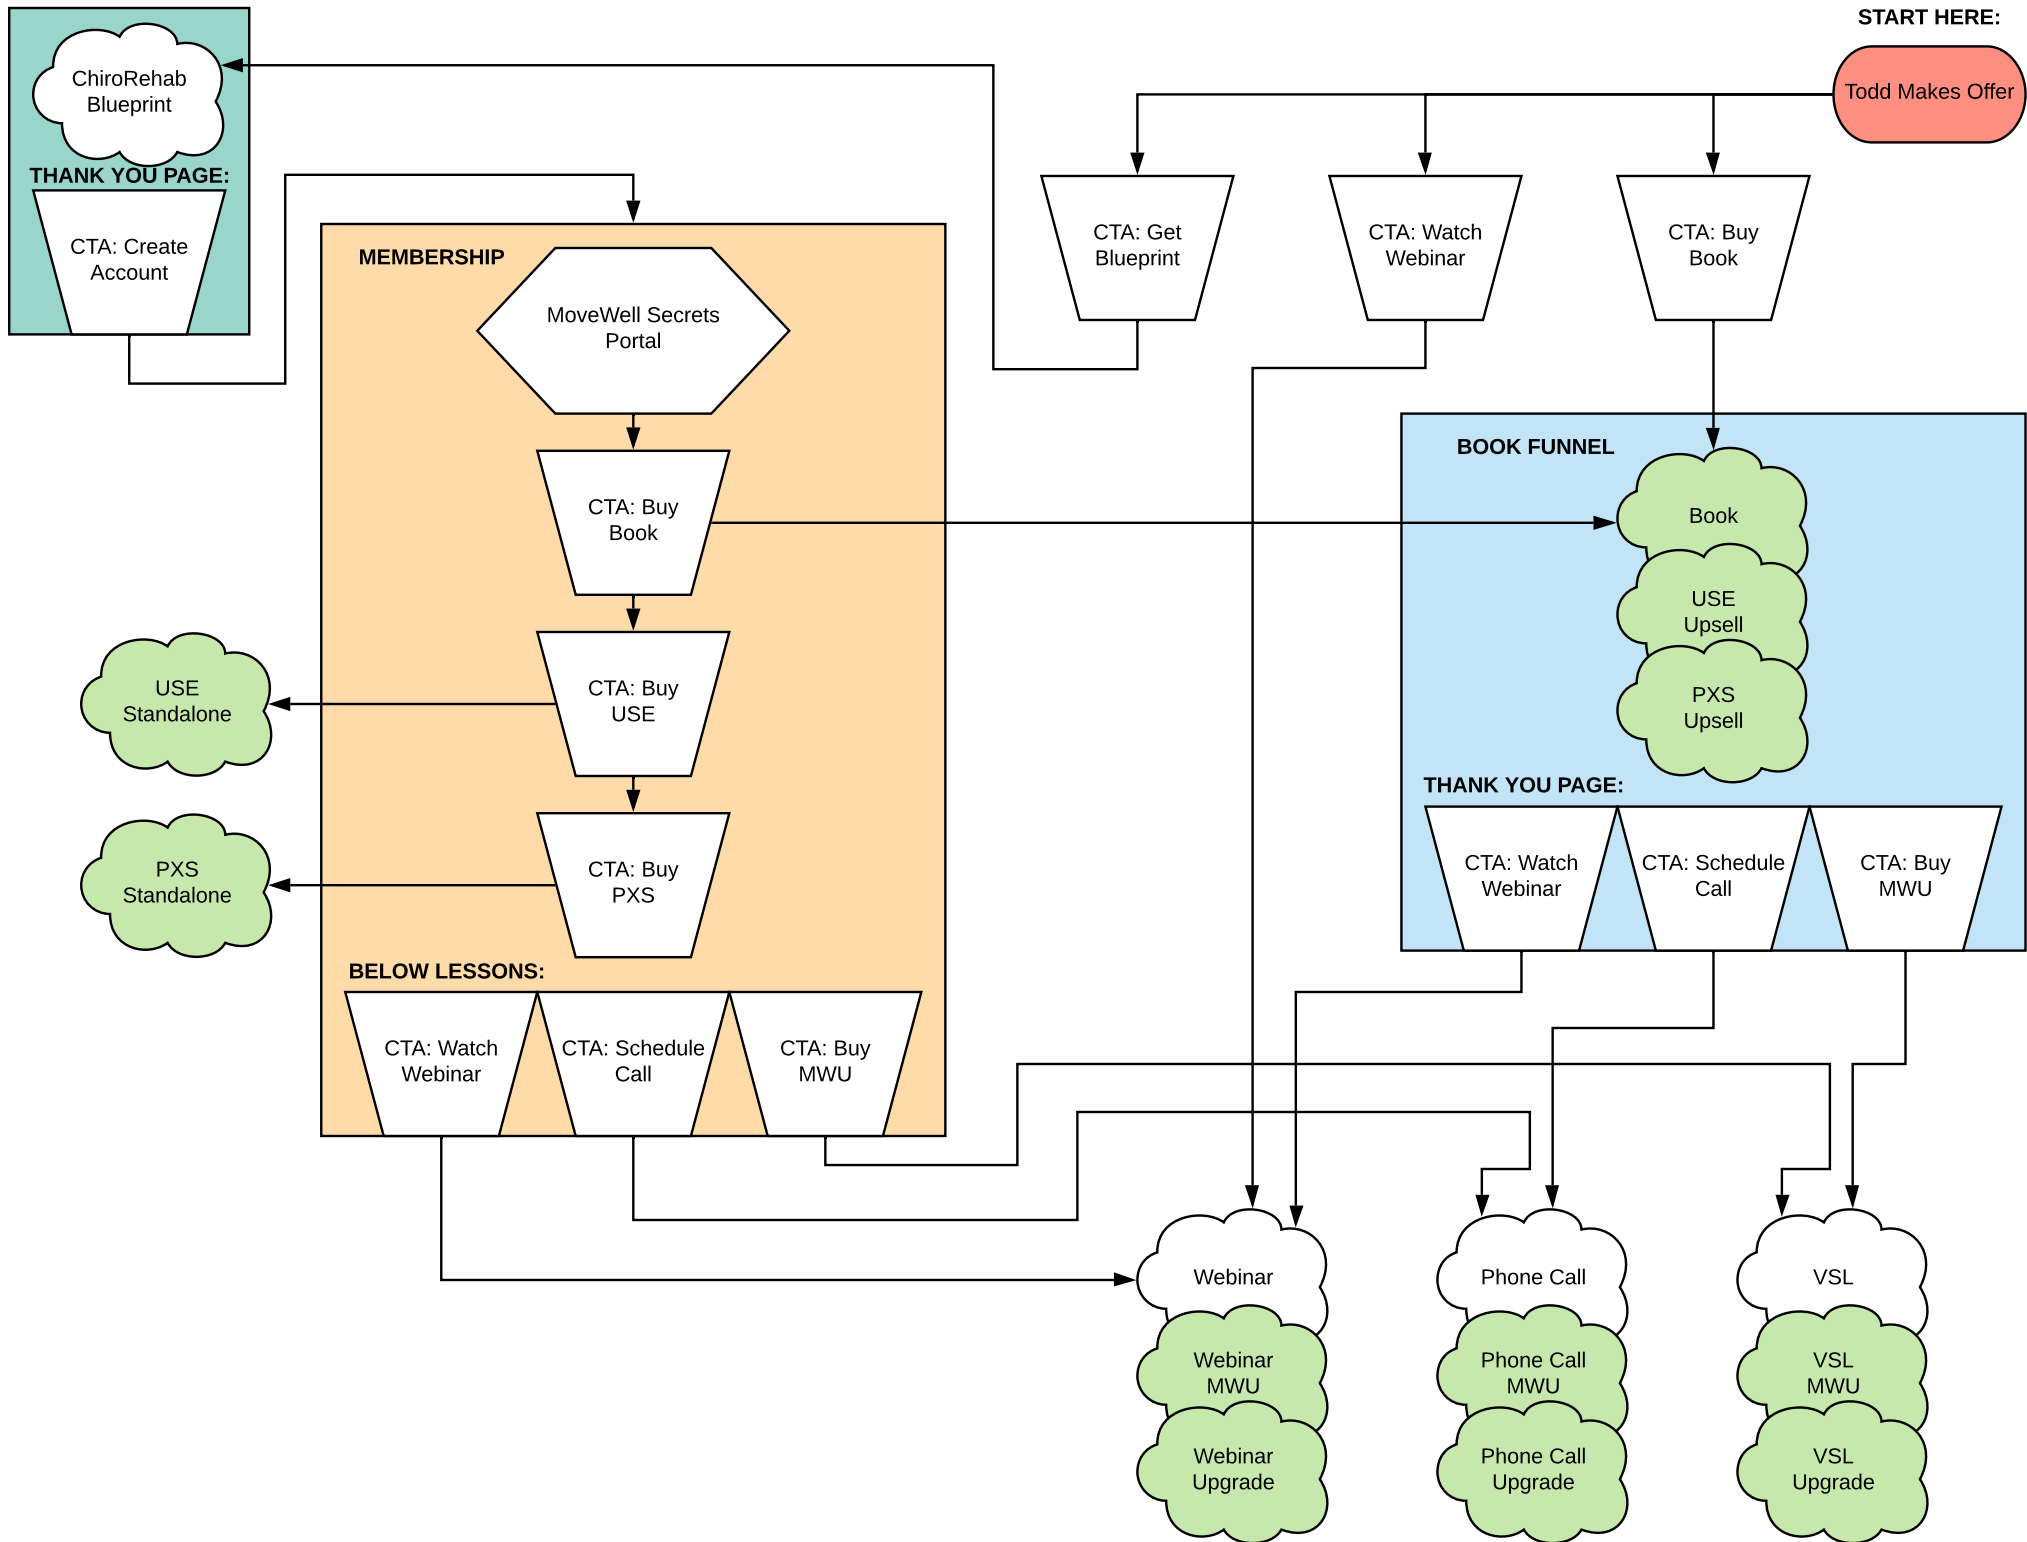 START HERE:
Todd Makes Offer
ChiroRehab
Blueprint
THANK YOU PAGE:
CTA: Create
Account
CTA: Get
Blueprint
CTA: Watch
Webinar
CTA: Buy
Book
MEMBERSHIP
MoveWell Secrets
Portal
CTA: Buy
Book
CTA: Buy
USE
CTA: Buy
PXS
USE
Standalone
PXS
Standalone
BELOW LESSONS:
CTA: Watch
Webinar
CTA: Schedule
Call
CTA: Buy
MWU
BOOK FUNNEL
Book
USE
Upsell
PXS
Upsell
THANK YOU PAGE:
CTA: Watch
Webinar
CTA: Schedule
Call
CTA: Buy
MWU
Webinar
Webinar
MWU
Webinar
Upgrade
Phone Call
Phone Call
MWU
Phone Call
Upgrade
VSL
VSL
MWU
VSL
Upgrade